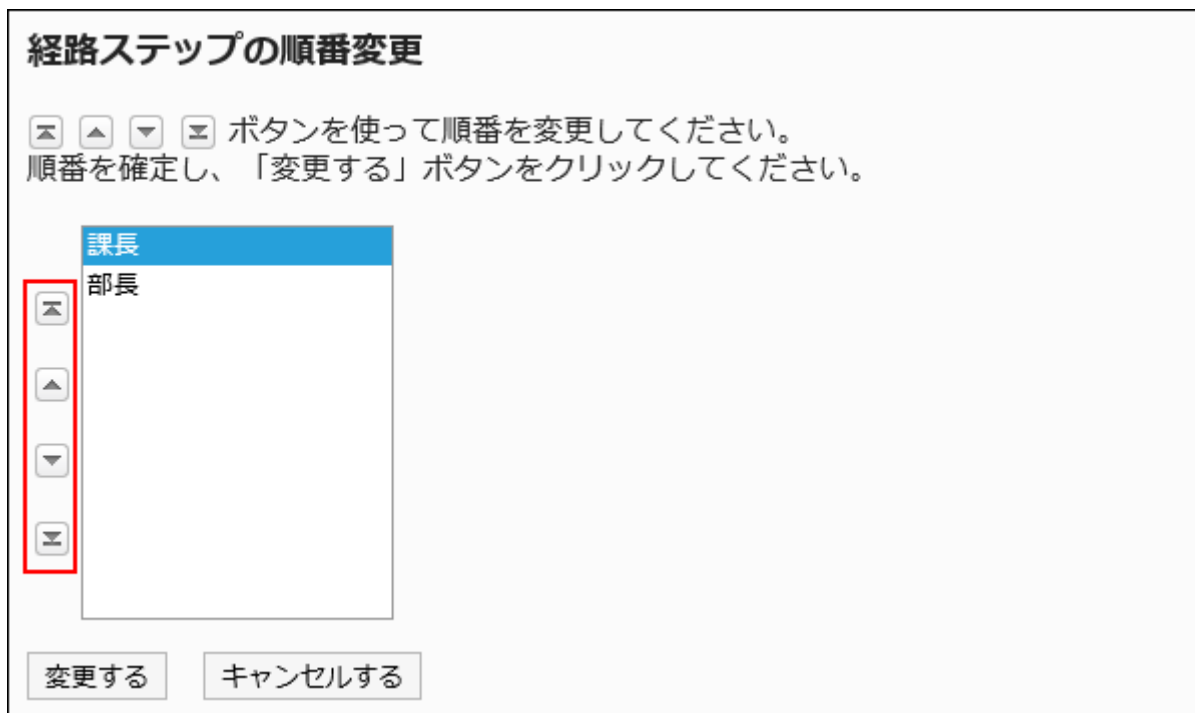 経路ステップの順番変更
ボタンを使って順番を変更してください。
順番を確定し、「変更する」ボタンをクリックしてください。
課長
部長
変更する
キャンセルする